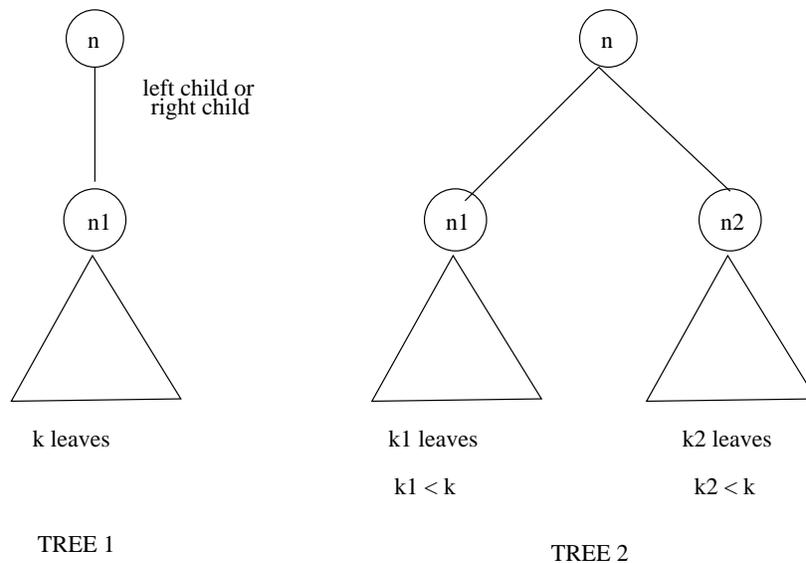 n
left child or
right child
n1
k leaves
TREE 1
n
n1
n2
k1 leaves
k2 leaves
k1 < k
k2 < k
TREE 2